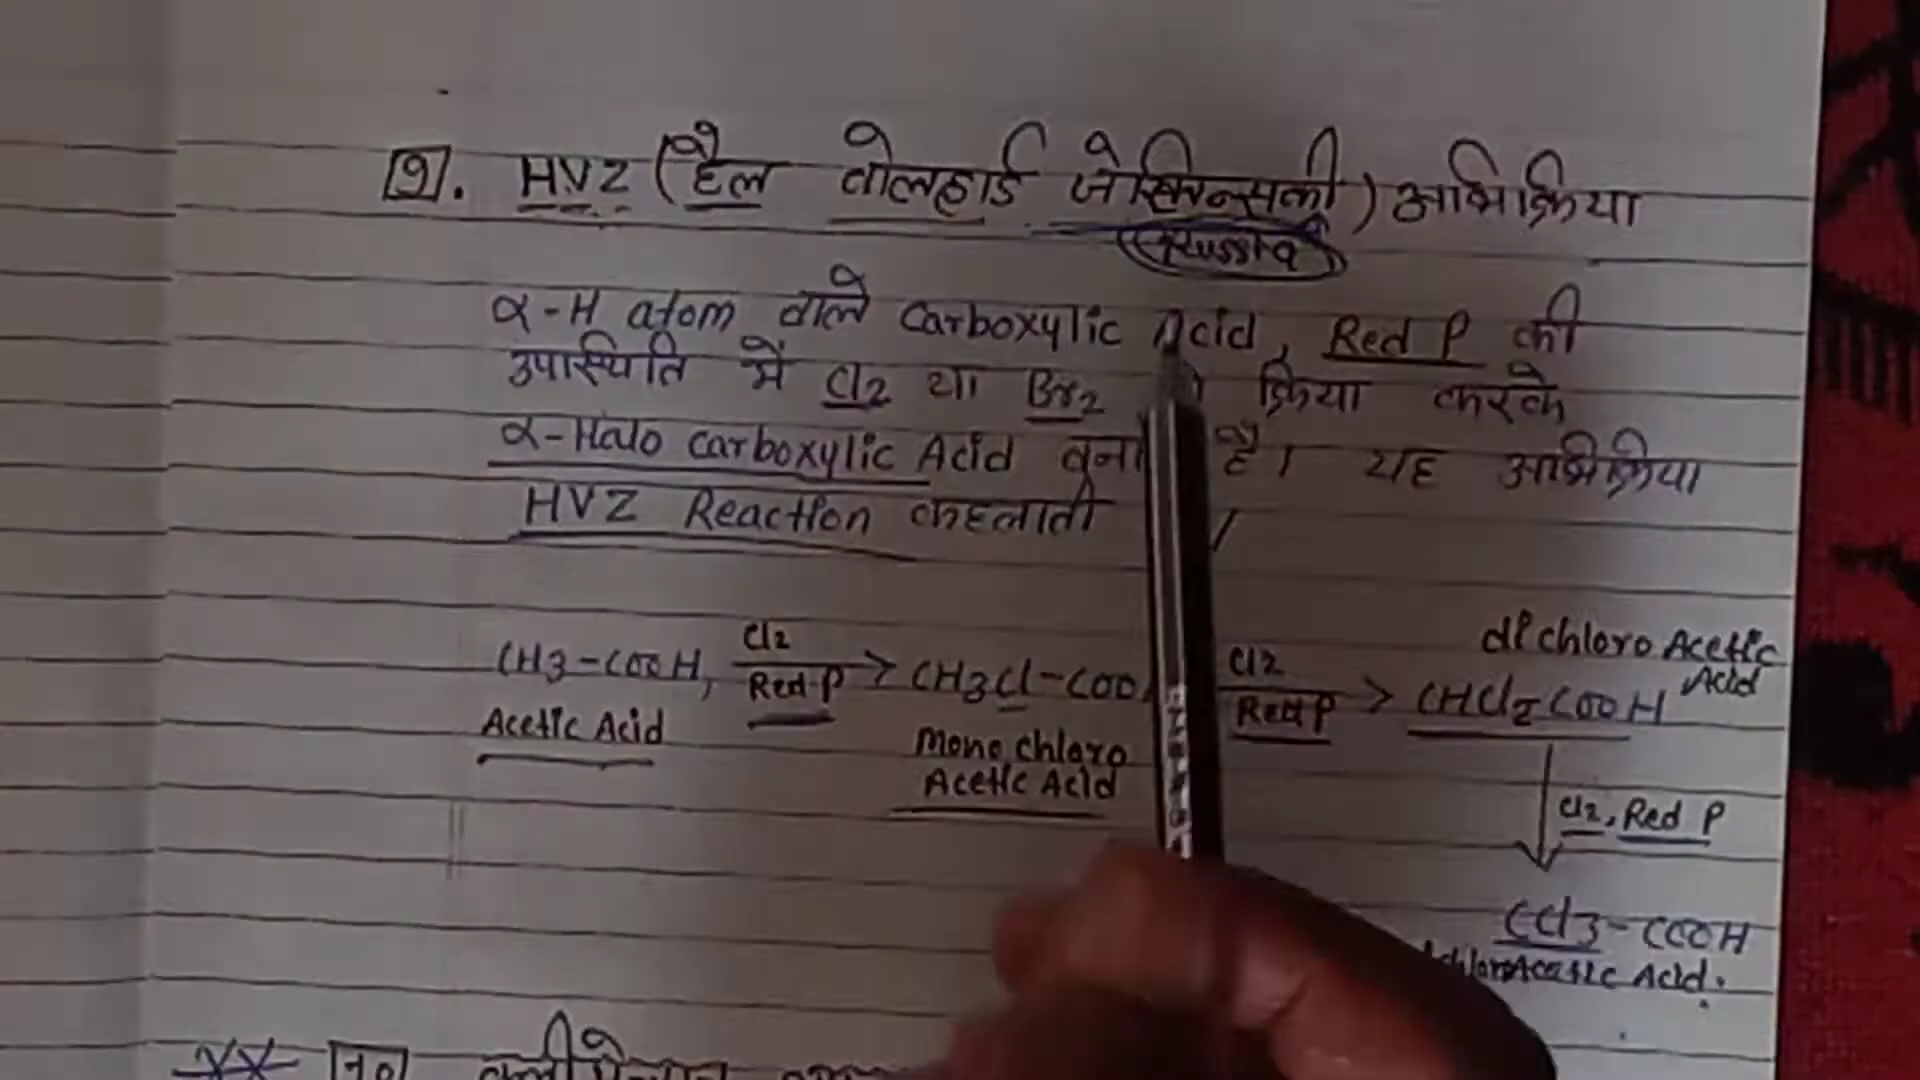 9. HVZ (हैल वोलहार्ड जेलिन्सकी) अभिक्रिया
(Russia
α-H atom वाले Carboxylic Acid, Red P की
उपस्थिति में Cl2 या Br2 क्रिया करके
α-Halo Carboxylic Acid है। यह अभिक्रिया
HVZ Reaction कहलाती
CH3-COOH, Cl2 / Red P > CH3Cl-COO Cl2 / Red P > CHCl2COOH
Acetic Acid
Mono chloro
Acetic Acid
di chloro Acetic
Acid
Cl2, Red P
CCl3-COOH
chloroAcetic Acid.
10